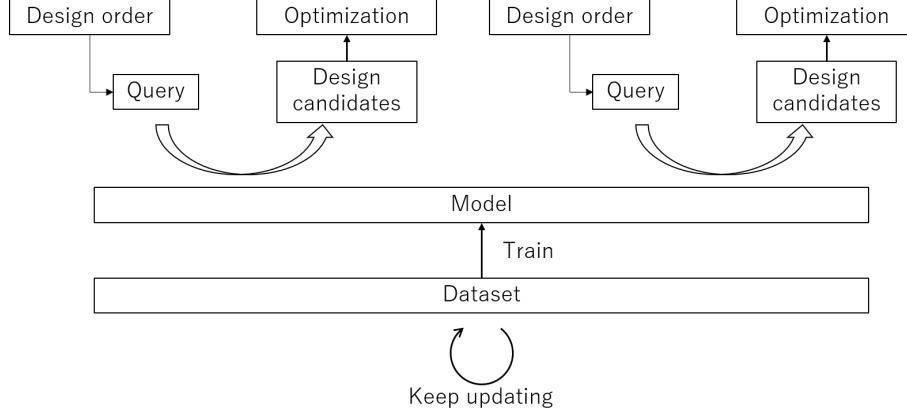 Design order
Optimization
Design order
Optimization
Query
Design
candidates
Query
Design
candidates
Model
Train
Dataset
Keep updating